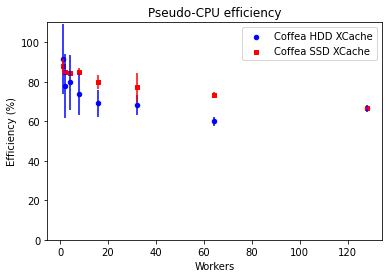 Pseudo-CPU efficiency
Coffea HDD XCache
Coffea SSD XCache
Efficiency (%)
100
80
60
40
20
0
0 20 40 60 80 100 120
Workers